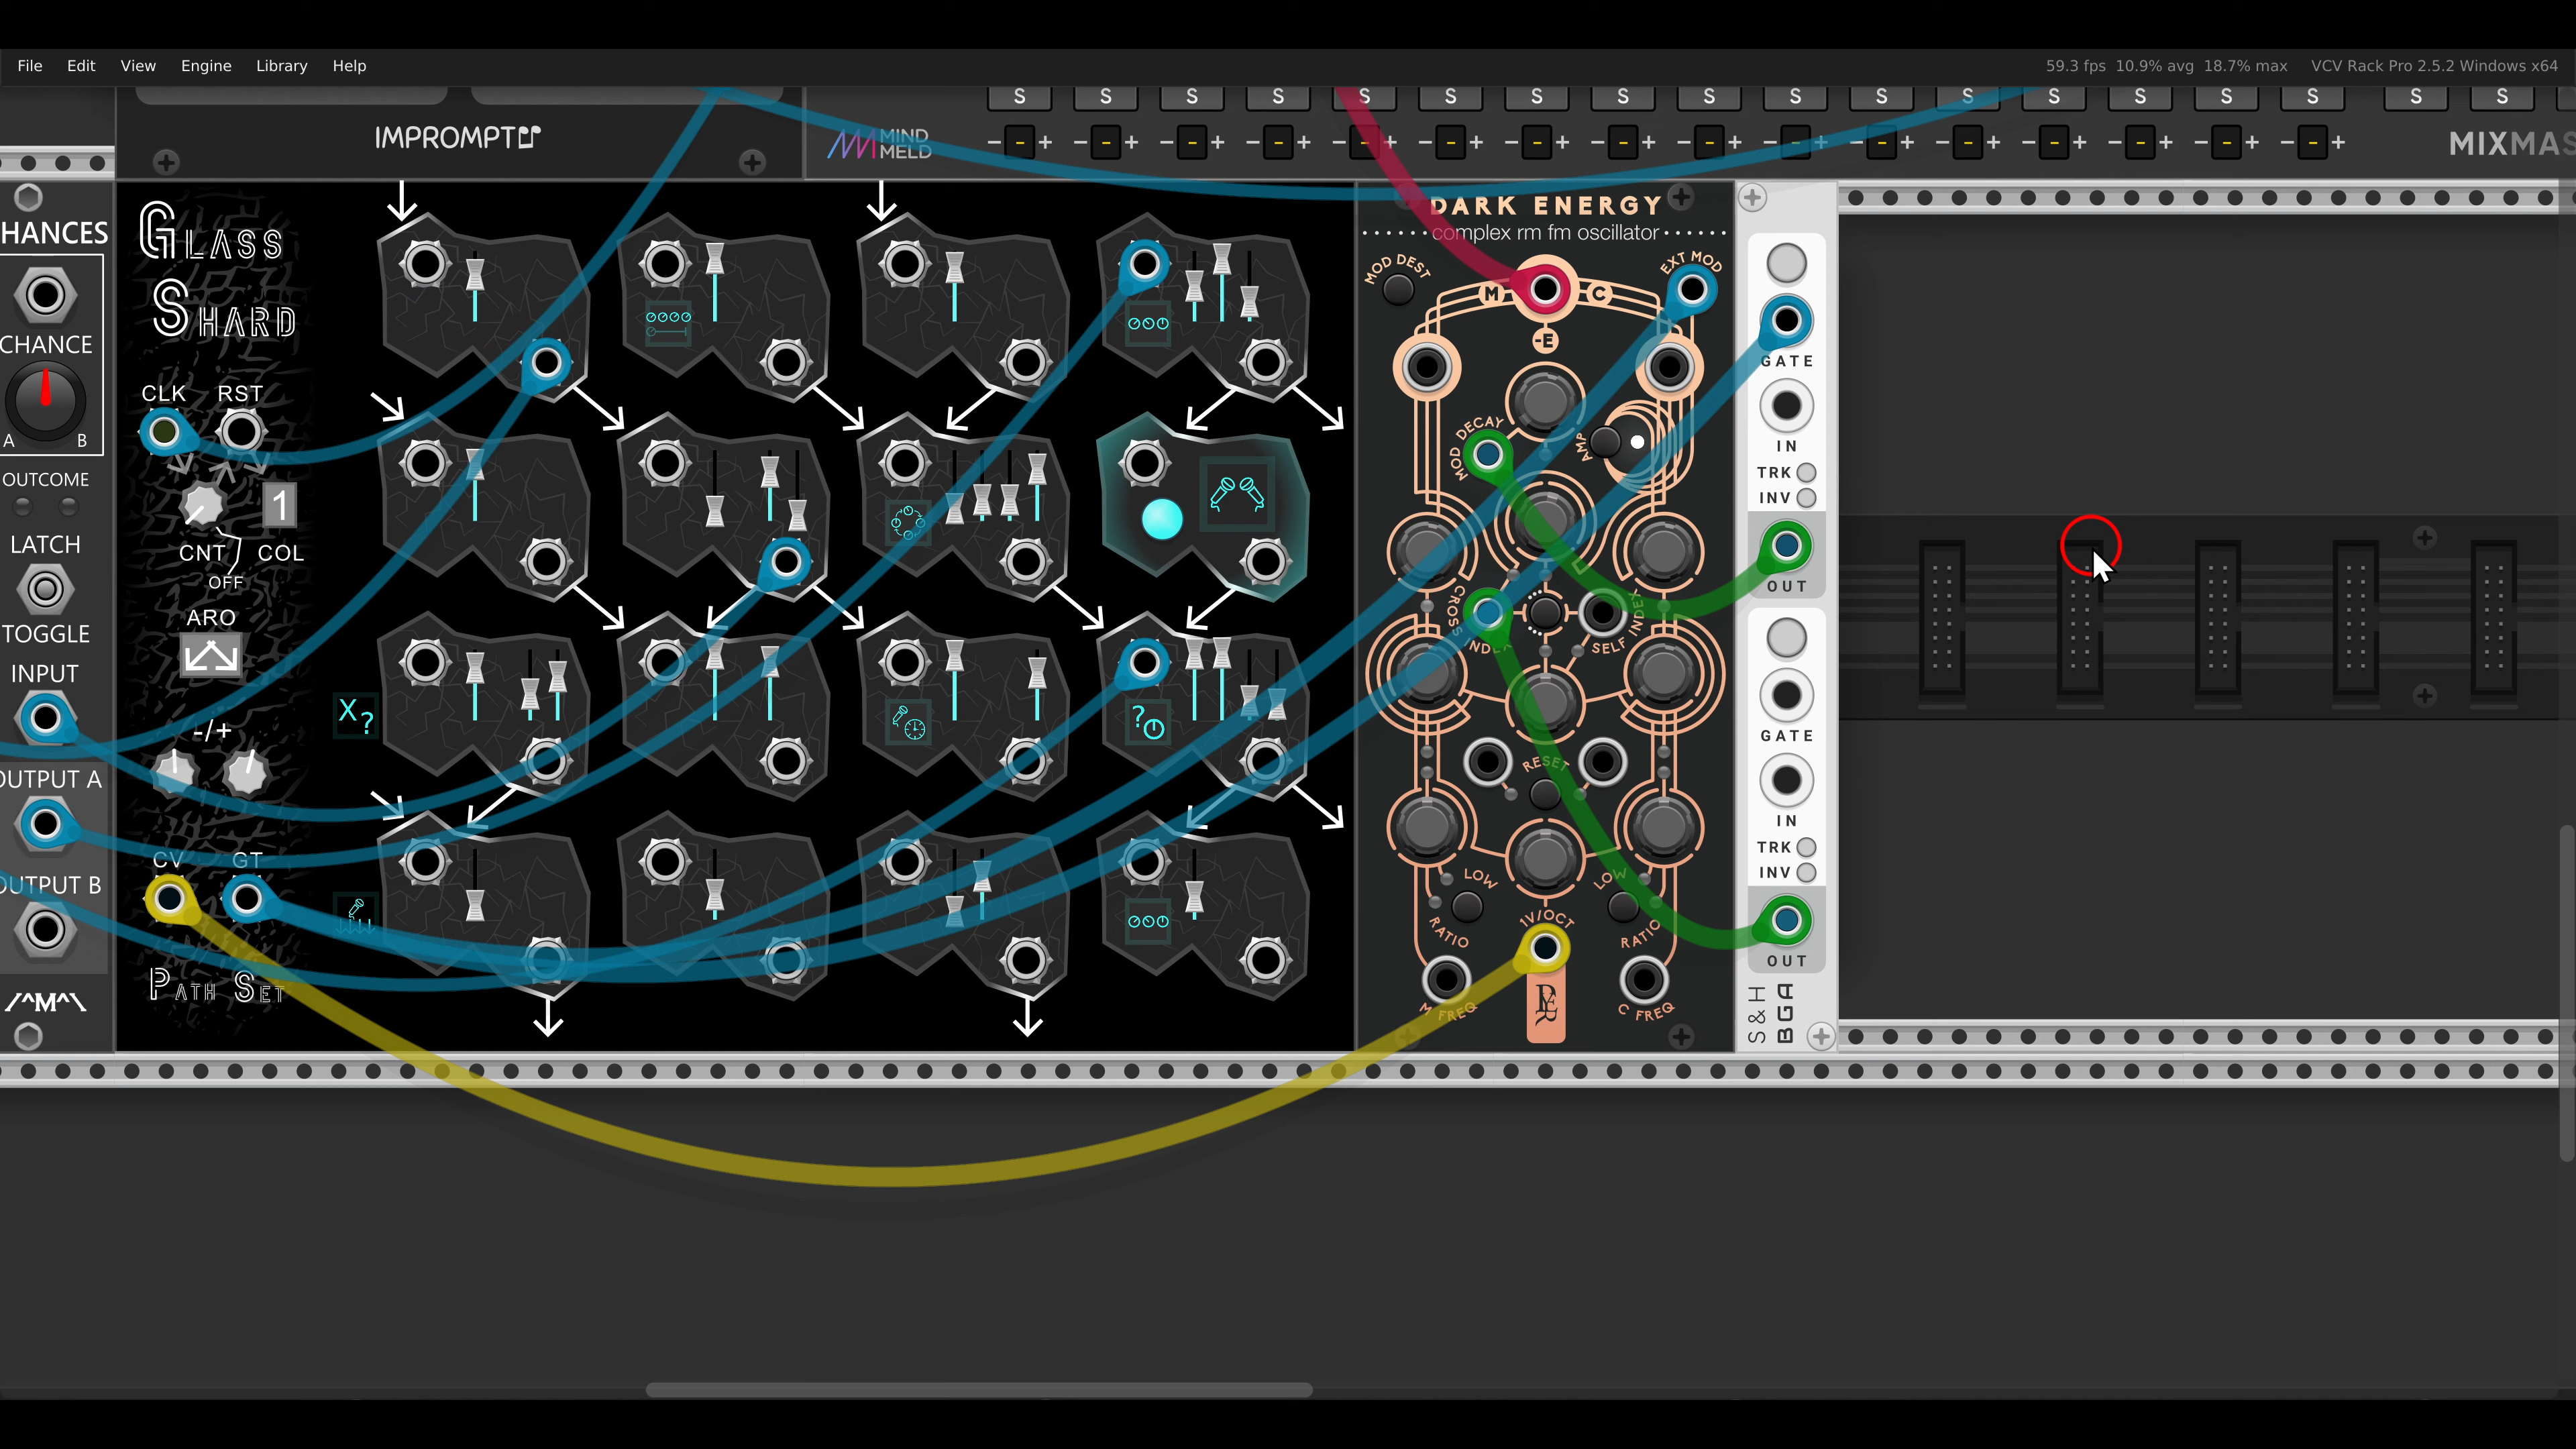 File Edit View Engine Library Help
59.3 fps 10.9% avg 18.7% max VCV Rack Pro 2.5.2 Windows x64
S S S S S S S S S S S S S S S S S S
IMPROMPT
MIND
MELD
- - + - - + - - + - - + - - + - - + - - + - - + - - + - - + - - + - - + - - + - - + - - + - - +
MIXMAS
HANCES
CHANCE
A B
OUTCOME
LATCH
TOGGLE
INPUT
OUTPUT A
OUTPUT B
GLASS
SHARD
CLK RST
1
CNT COL
OFF
ARO
-/+
CV GT
PATH SET
X?
?
DARK ENERGY
complex rm fm oscillator
MOD DEST
EXT MOD
M C
-E
MOD DECAY
AMP
CROSS INDEX
SELF INDEX
RESET
LOW LOW
RATIO RATIO
1V/OCT
M FREQ C FREQ
GATE
IN
TRK
INV
OUT
GATE
IN
TRK
INV
OUT
S&H